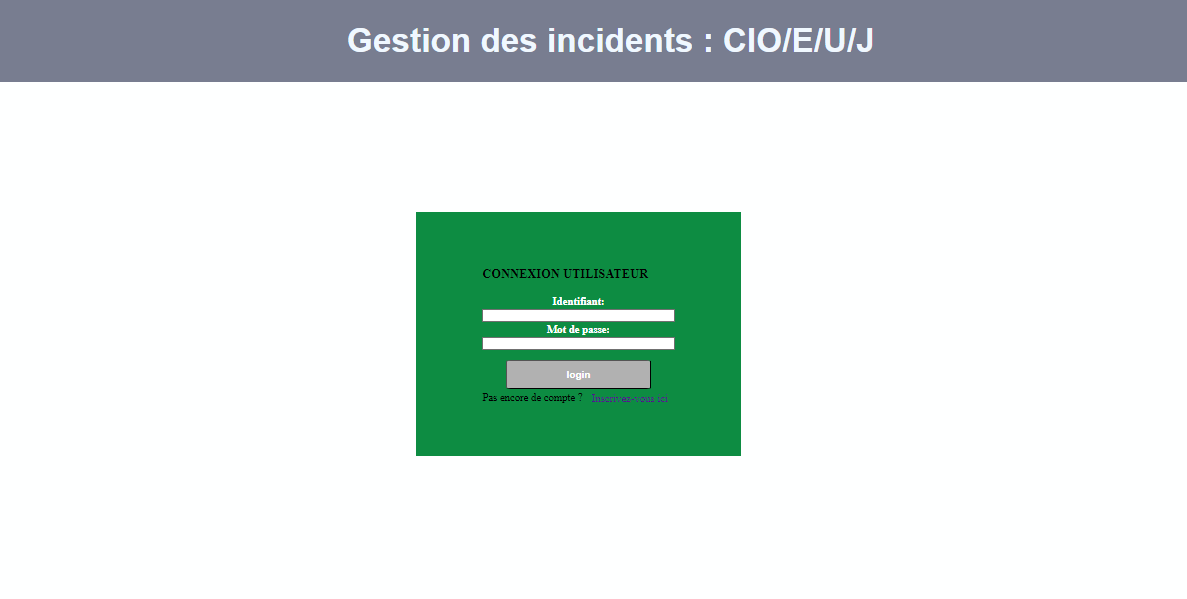 Gestion des incidents : CIO/E/U/J
CONNEXION UTILISATEUR
Identifiant:
Mot de passe:
login
Pas encore de compte ? Inscrivez-vous ici